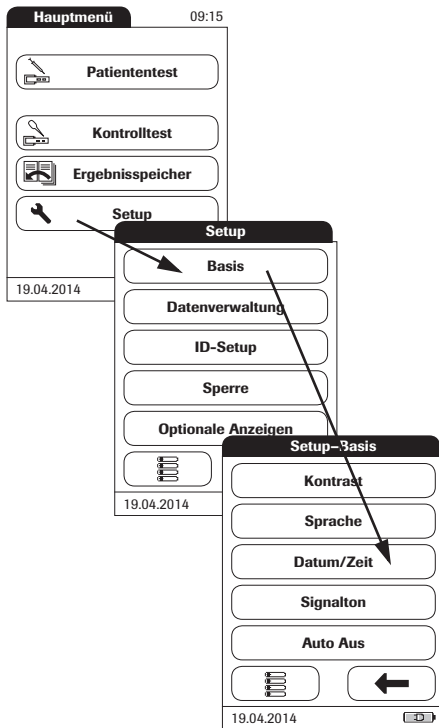 Hauptmenü 09:15
Patiententest
Kontrolltest
Ergebnisspeicher
Setup
19.04.2014
Setup
Basis
Datenverwaltung
ID-Setup
Sperre
Optionale Anzeigen
19.04.2014
Setup–Basis
Kontrast
Sprache
Datum/Zeit
Signalton
Auto Aus
19.04.2014